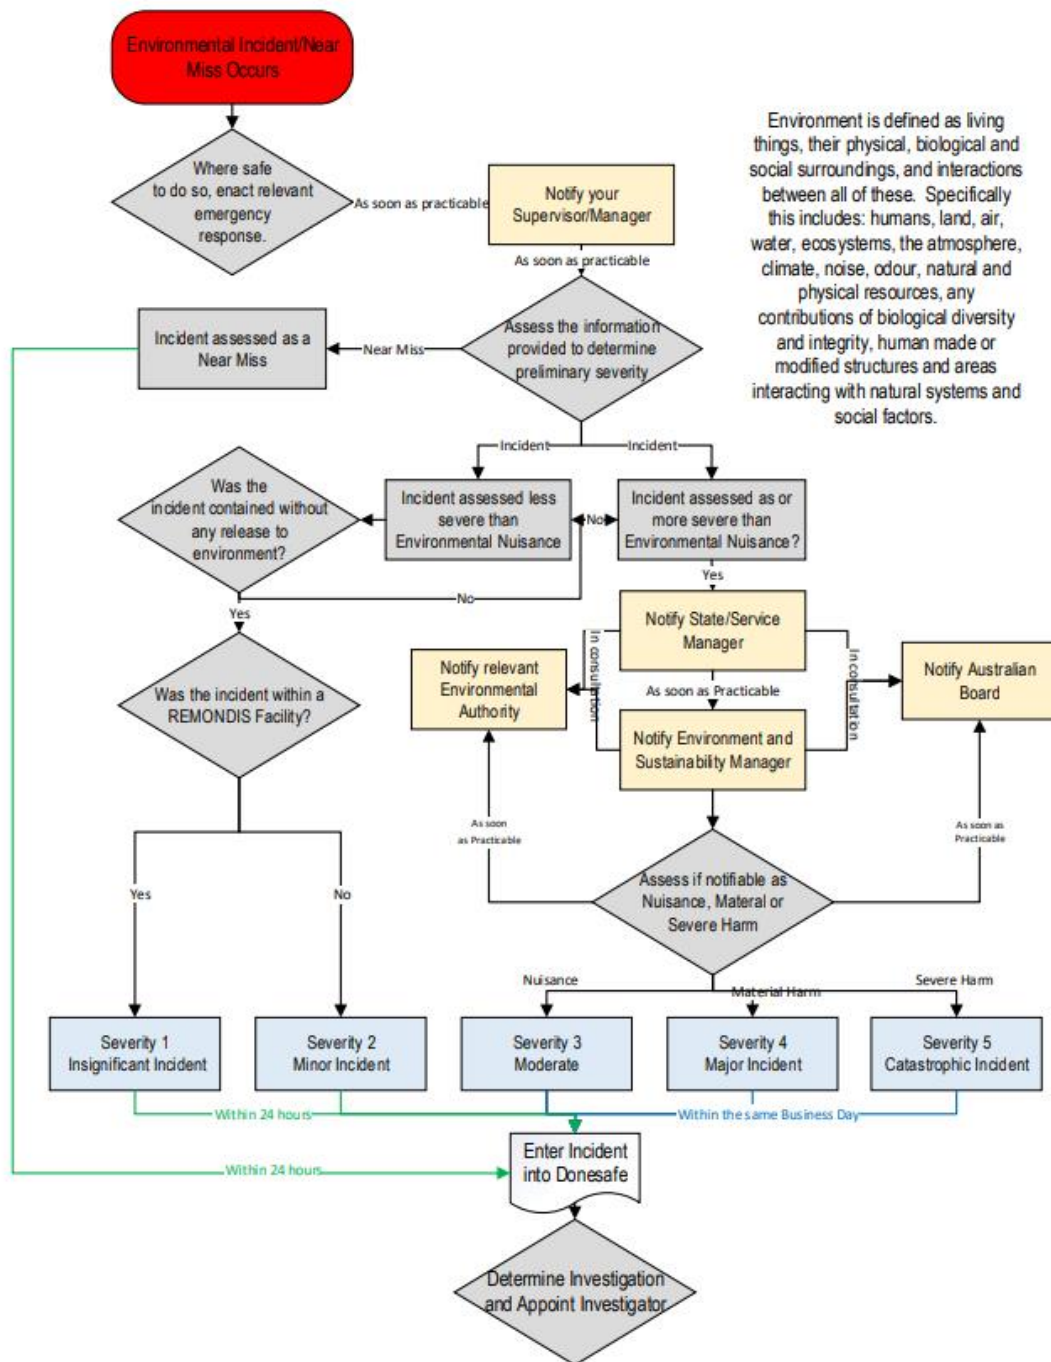 Environmental Incident/Near
Miss Occurs
Environment is defined as living
things, their physical, biological and
social surroundings, and interactions
between all of these. Specifically
this includes: humans, land, air,
water, ecosystems, the atmosphere,
climate, noise, odour, natural and
physical resources, any
contributions of biological diversity
and integrity, human made or
modified structures and areas
interacting with natural systems and
social factors.
Where safe
to do so, enact relevant
emergency
response.
As soon as practicable
Notify your
Supervisor/Manager
As soon as practicable
Assess the information
provided to determine
preliminary severity
Near Miss
Incident assessed as a
Near Miss
Incident
Incident
Was the
incident contained without
any release to
environment?
Incident assessed less
severe than
Environmental Nuisance
No
Incident assessed as or
more severe than
Environmental Nuisance?
No
Yes
Yes
Notify State/Service
Manager
In consultation
In consultation
Notify relevant
Environmental
Authority
As soon as Practicable
Notify Australian
Board
Was the incident within a
REMONDIS Facility?
Notify Environment and
Sustainability Manager
As soon
as Practicable
As soon as
Practicable
Assess if notifiable as
Nuisance, Materal or
Severe Harm
Yes
No
Nuisance
Material Harm
Severe Harm
Severity 1
Insignificant Incident
Severity 2
Minor Incident
Severity 3
Moderate
Severity 4
Major Incident
Severity 5
Catastrophic Incident
Within 24 hours
Within the same Business Day
Within 24 hours
Enter Incident
into Donesafe
Determine Investigation
and Appoint Investigator